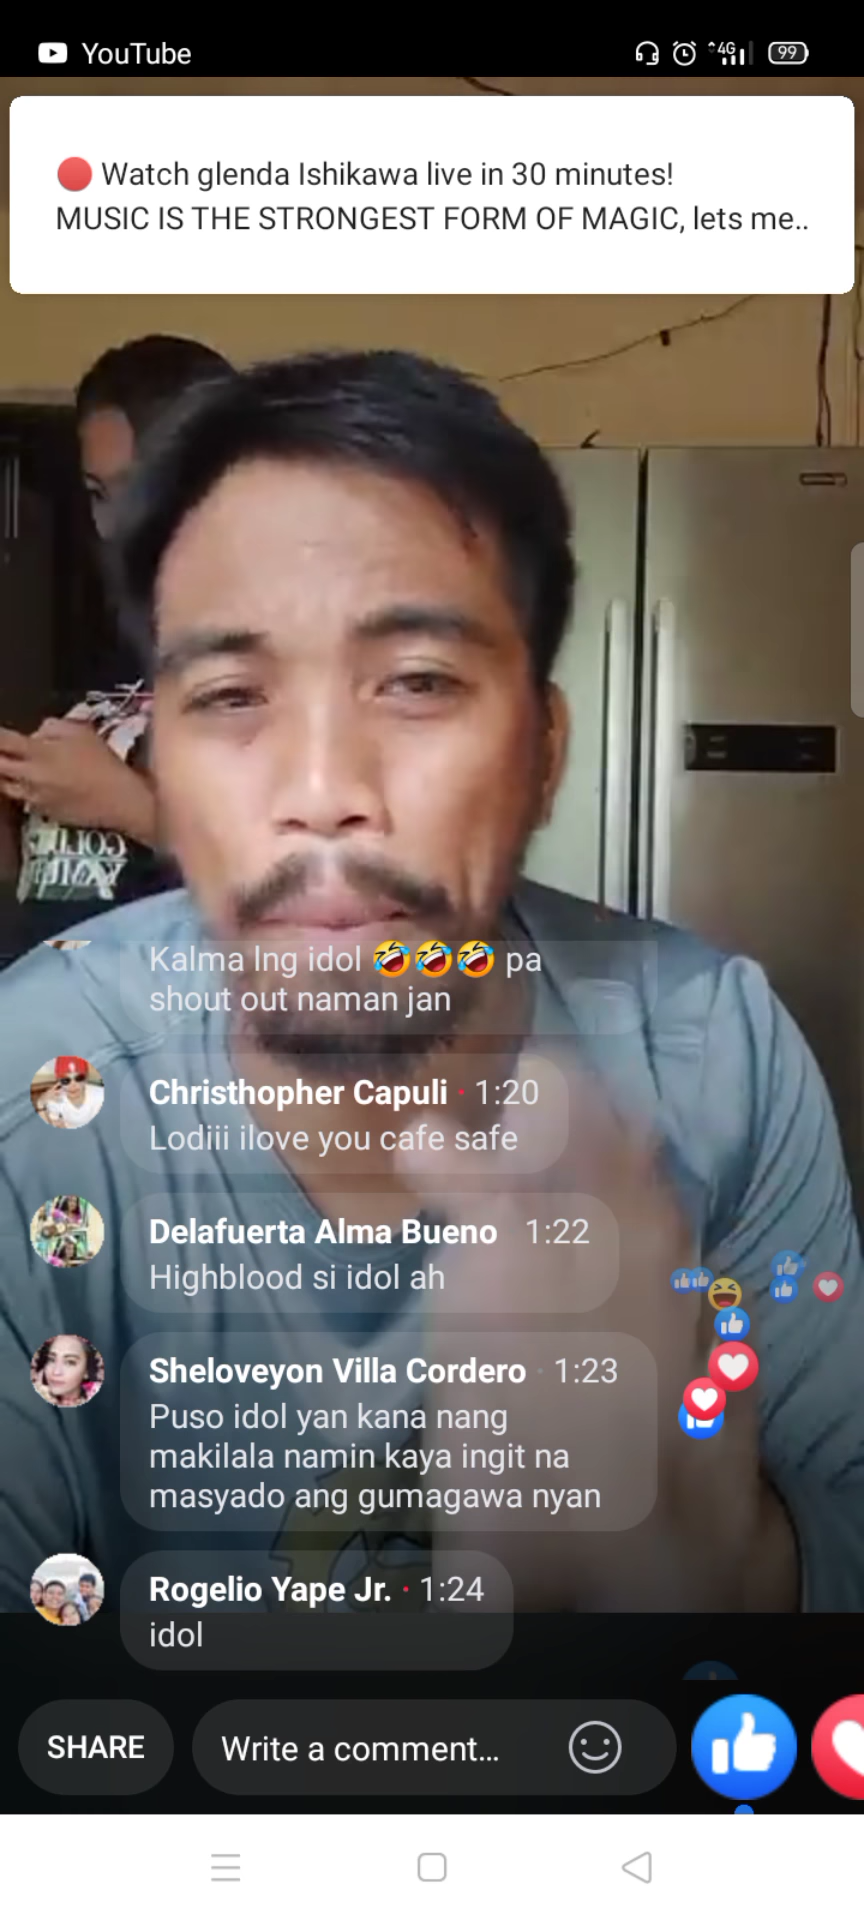 YouTube
4G
99
Watch glenda Ishikawa live in 30 minutes!
MUSIC IS THE STRONGEST FORM OF MAGIC, lets me..
Kalma lng idol 🤣🤣🤣 pa
shout out naman jan
Christhopher Capuli · 1:20
Lodiii ilove you cafe safe
Delafuerta Alma Bueno 1:22
Highblood si idol ah
Sheloveyon Villa Cordero · 1:23
Puso idol yan kana nang
makilala namin kaya ingit na
masyado ang gumagawa nyan
Rogelio Yape Jr. · 1:24
idol
SHARE
Write a comment...